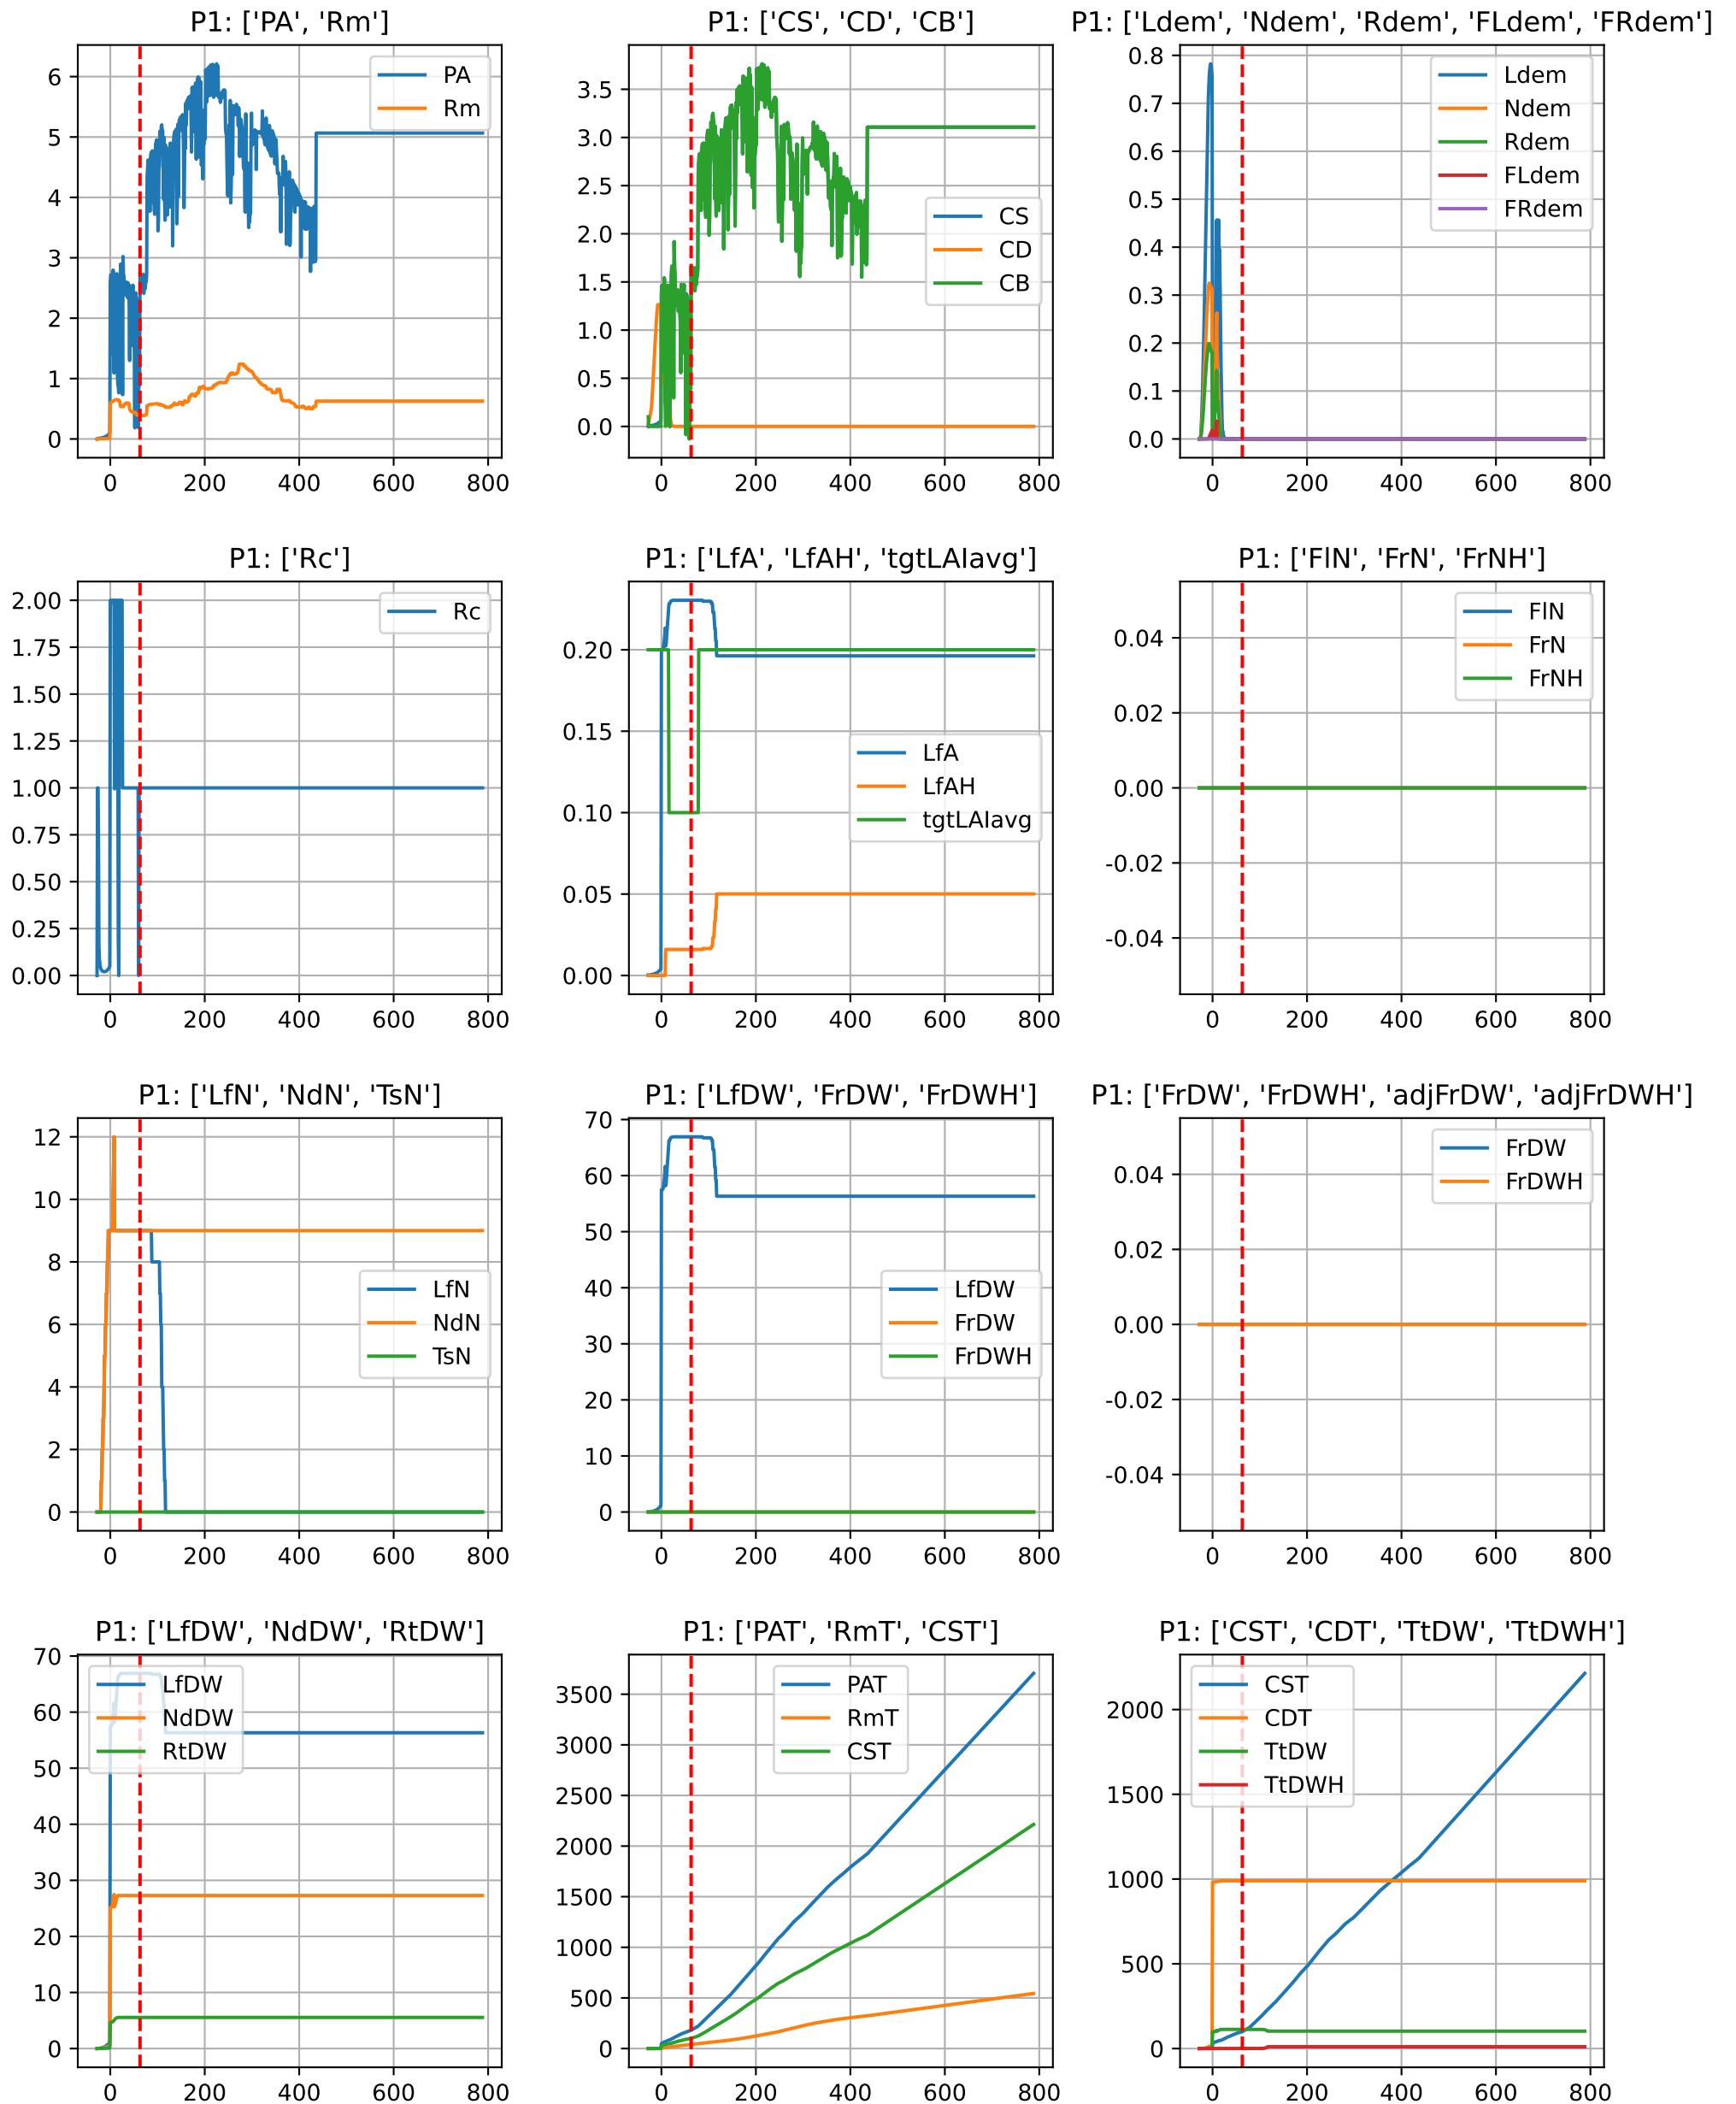 P1: ['PA', 'Rm']
PA
Rm
6
5
4
3
2
1
0
0 200 400 600 800
P1: ['CS', 'CD', 'CB']
CS
CD
CB
3.5
3.0
2.5
2.0
1.5
1.0
0.5
0.0
0 200 400 600 800
P1: ['Ldem', 'Ndem', 'Rdem', 'FLdem', 'FRdem']
Ldem
Ndem
Rdem
FLdem
FRdem
0.8
0.7
0.6
0.5
0.4
0.3
0.2
0.1
0.0
0 200 400 600 800
P1: ['Rc']
Rc
2.00
1.75
1.50
1.25
1.00
0.75
0.50
0.25
0.00
0 200 400 600 800
P1: ['LfA', 'LfAH', 'tgtLAIavg']
LfA
LfAH
tgtLAIavg
0.20
0.15
0.10
0.05
0.00
0 200 400 600 800
P1: ['FlN', 'FrN', 'FrNH']
FlN
FrN
FrNH
0.04
0.02
0.00
-0.02
-0.04
0 200 400 600 800
P1: ['LfN', 'NdN', 'TsN']
LfN
NdN
TsN
12
10
8
6
4
2
0
0 200 400 600 800
P1: ['LfDW', 'FrDW', 'FrDWH']
LfDW
FrDW
FrDWH
70
60
50
40
30
20
10
0
0 200 400 600 800
P1: ['FrDW', 'FrDWH', 'adjFrDW', 'adjFrDWH']
FrDW
FrDWH
0.04
0.02
0.00
-0.02
-0.04
0 200 400 600 800
P1: ['LfDW', 'NdDW', 'RtDW']
LfDW
NdDW
RtDW
70
60
50
40
30
20
10
0
0 200 400 600 800
P1: ['PAT', 'RmT', 'CST']
PAT
RmT
CST
3500
3000
2500
2000
1500
1000
500
0
0 200 400 600 800
P1: ['CST', 'CDT', 'TtDW', 'TtDWH']
CST
CDT
TtDW
TtDWH
2000
1500
1000
500
0
0 200 400 600 800